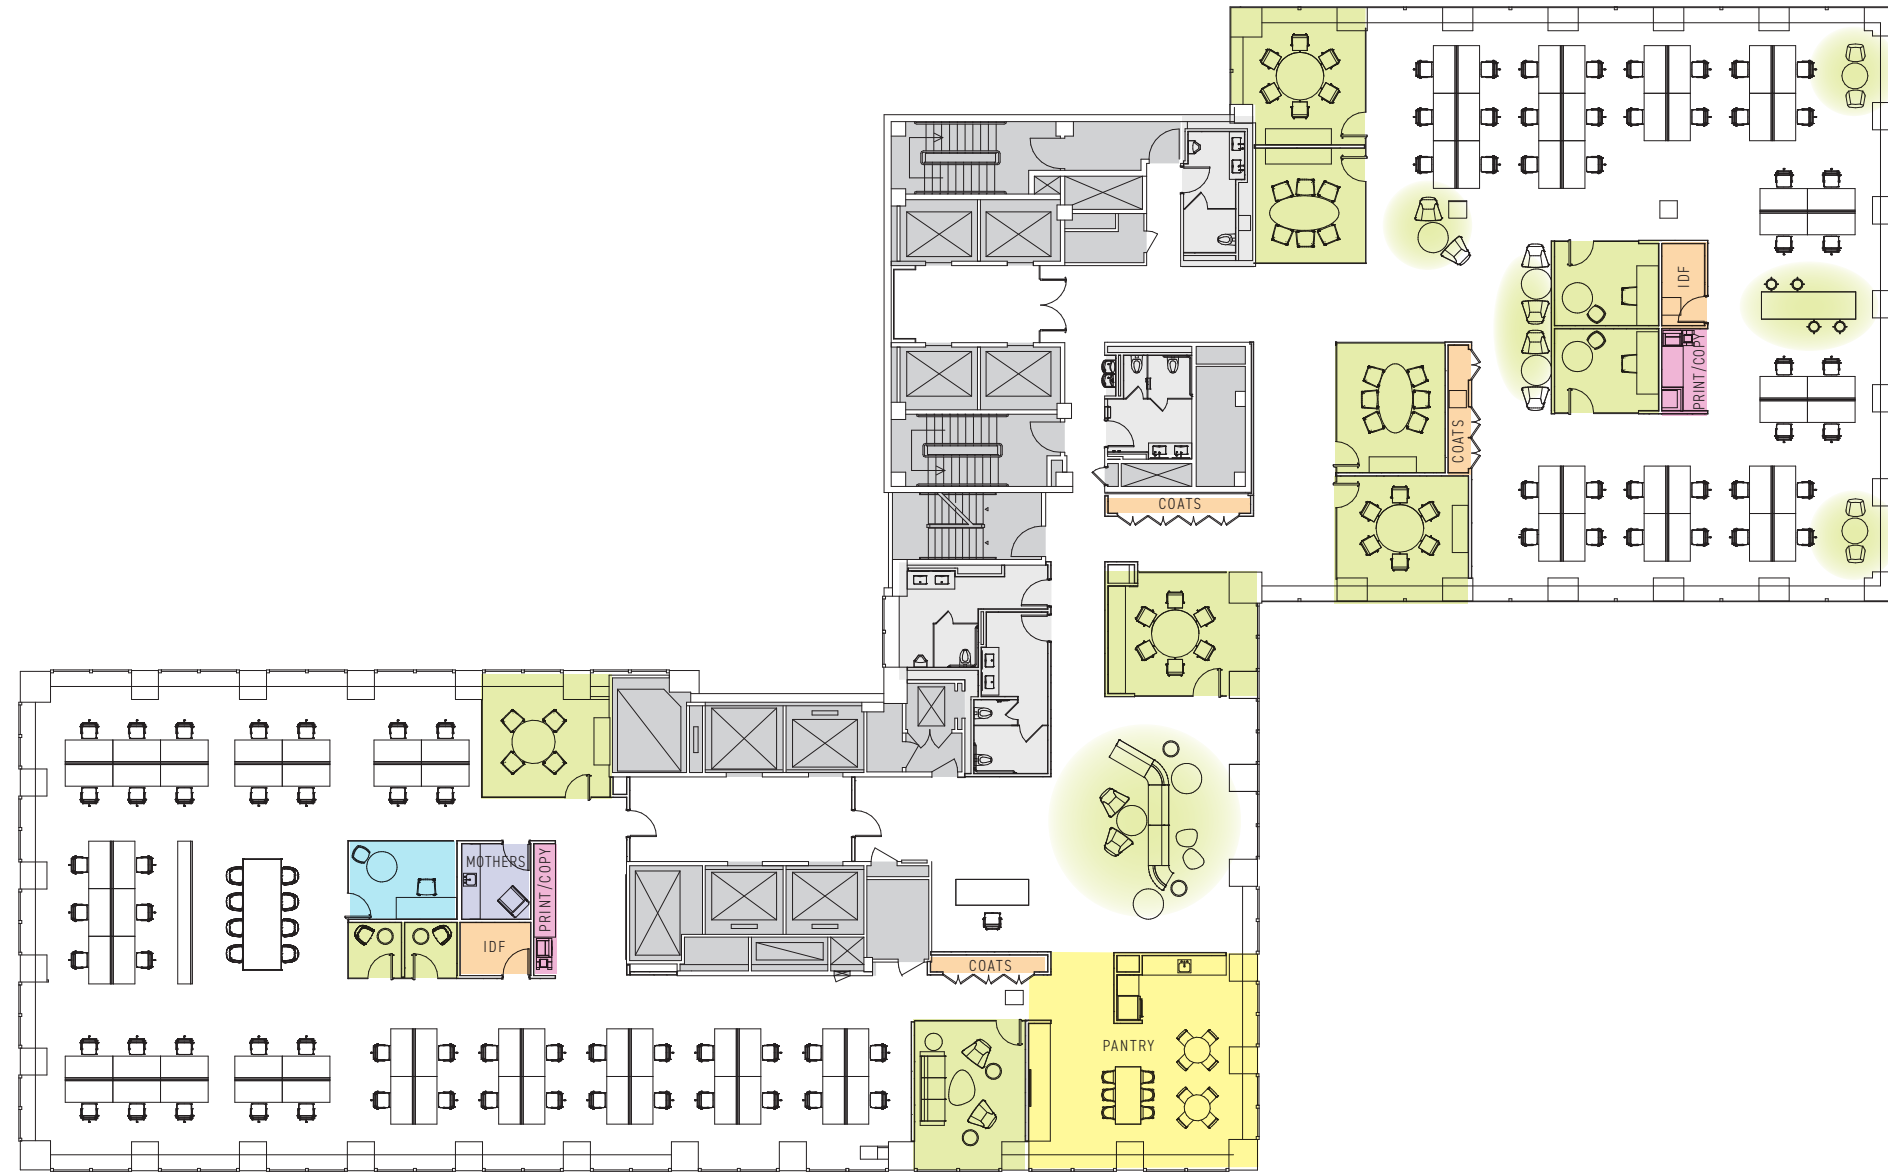 IDF
PRINT/COPY
COATS
COATS
MOTHERS
PRINT/COPY
IDF
COATS
PANTRY